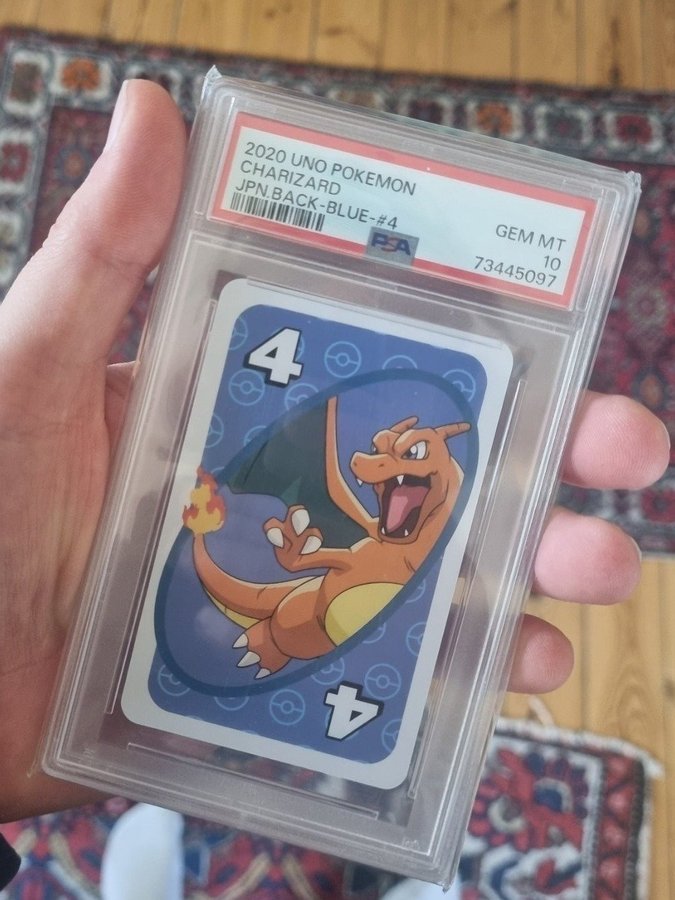 2020 UNO POKEMON
CHARIZARD
JPN.BACK-BLUE-#4
GEM MT
10
73445097
PSA
4
4